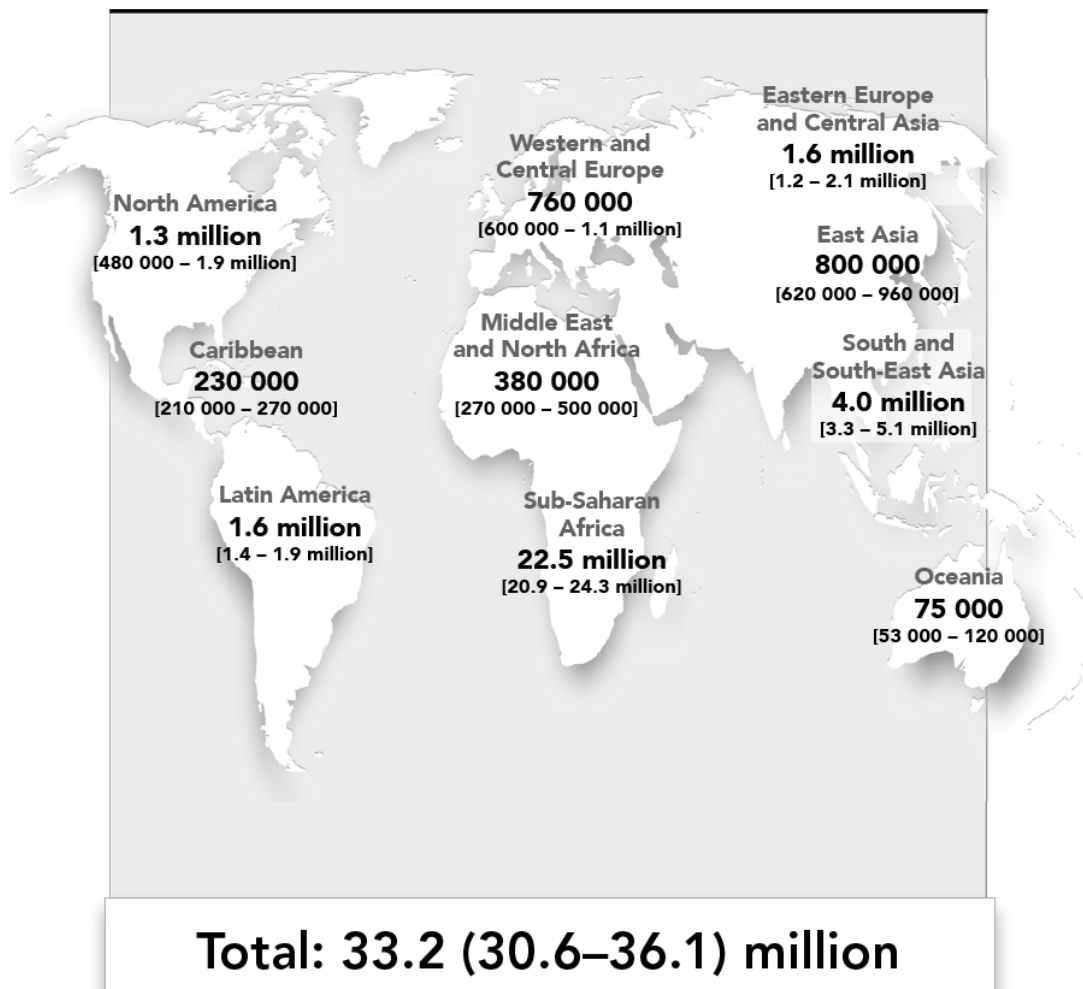 Eastern Europe
and Central Asia
1.6 million
[1.2 – 2.1 million]
Western and
Central Europe
760 000
[600 000 – 1.1 million]
North America
1.3 million
[480 000 – 1.9 million]
East Asia
800 000
[620 000 – 960 000]
Middle East
and North Africa
380 000
[270 000 – 500 000]
South and
South-East Asia
4.0 million
[3.3 – 5.1 million]
Caribbean
230 000
[210 000 – 270 000]
Latin America
1.6 million
[1.4 – 1.9 million]
Sub-Saharan
Africa
22.5 million
[20.9 – 24.3 million]
Oceania
75 000
[53 000 – 120 000]
Total: 33.2 (30.6–36.1) million